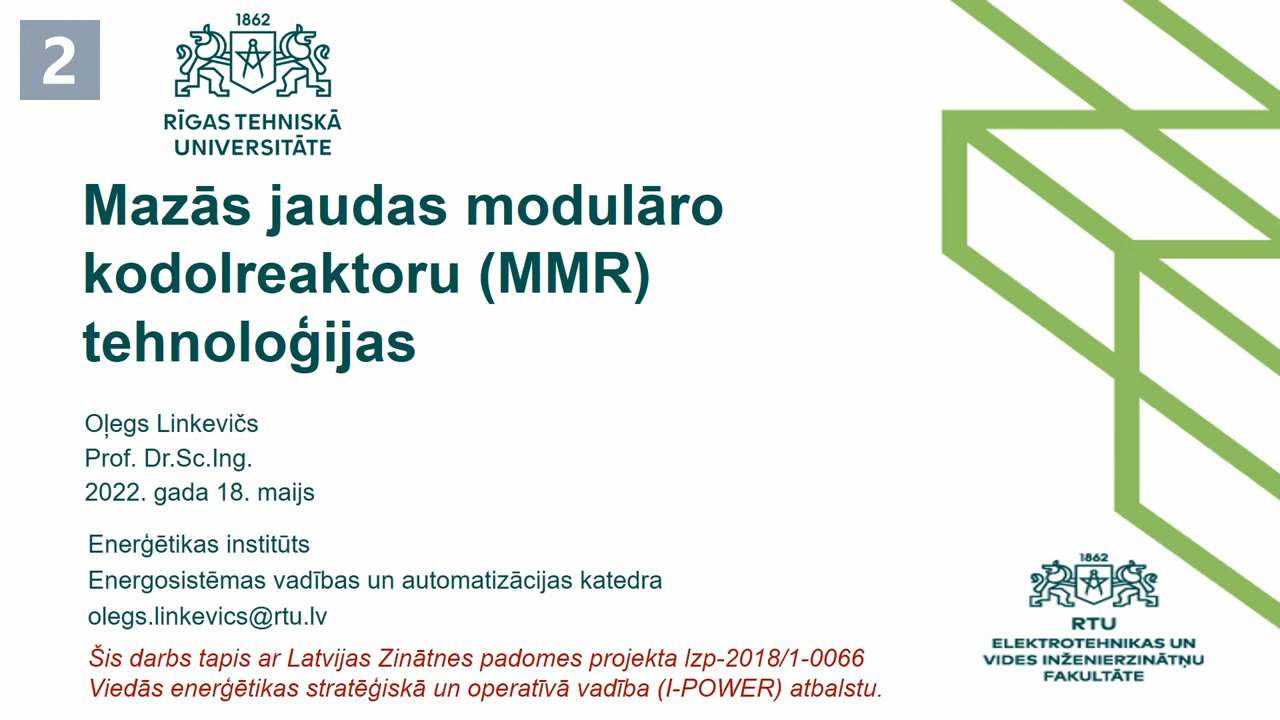 2
1862
RĪGAS TEHNISKĀ
UNIVERSITĀTE
Mazās jaudas modulāro
kodolreaktoru (MMR)
tehnoloģijas
Oļegs Linkevičs
Prof. Dr.Sc.Ing.
2022. gada 18. maijs
Enerģētikas institūts
Energosistēmas vadības un automatizācijas katedra
olegs.linkevics@rtu.lv
Šis darbs tapis ar Latvijas Zinātnes padomes projekta lzp-2018/1-0066
Viedās enerģētikas stratēģiskā un operatīvā vadība (I-POWER) atbalstu.
1862
RTU
ELEKTROTEHNIKAS UN
VIDES INŽENIERZINĀTŅU
FAKULTĀTE